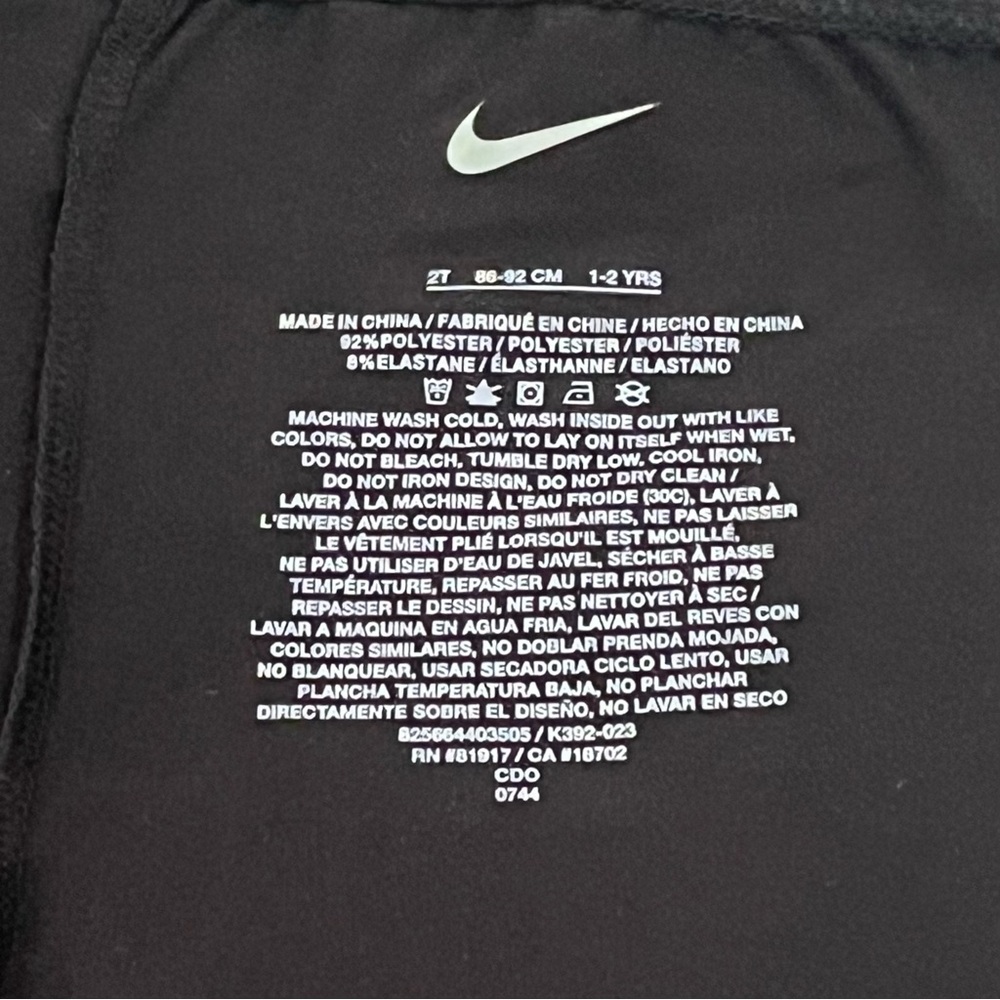 2T 86-92 CM 1-2 YRS
MADE IN CHINA / FABRIQUÉ EN CHINE / HECHO EN CHINA
92% POLYESTER / POLYESTER / POLIÉSTER
8% ELASTANE / ÉLASTHANNE / ELASTANO
MACHINE WASH COLD, WASH INSIDE OUT WITH LIKE
COLORS, DO NOT ALLOW TO LAY ON ITSELF WHEN WET,
DO NOT BLEACH, TUMBLE DRY LOW, COOL IRON,
DO NOT IRON DESIGN, DO NOT DRY CLEAN /
LAVER À LA MACHINE À L'EAU FROIDE (30C), LAVER À
L'ENVERS AVEC COULEURS SIMILAIRES, NE PAS LAISSER
LE VÊTEMENT PLIÉ LORSQU'IL EST MOUILLÉ,
NE PAS UTILISER D'EAU DE JAVEL, SÉCHER À BASSE
TEMPÉRATURE, REPASSER AU FER FROID, NE PAS
REPASSER LE DESSIN, NE PAS NETTOYER À SEC /
LAVAR A MAQUINA EN AGUA FRIA, LAVAR DEL REVES CON
COLORES SIMILARES, NO DOBLAR PRENDA MOJADA,
NO BLANQUEAR, USAR SECADORA CICLO LENTO, USAR
PLANCHA TEMPERATURA BAJA, NO PLANCHAR
DIRECTAMENTE SOBRE EL DISEÑO, NO LAVAR EN SECO
825664403505 / K392-023
RN #81917 / CA #18702
CDO
0744